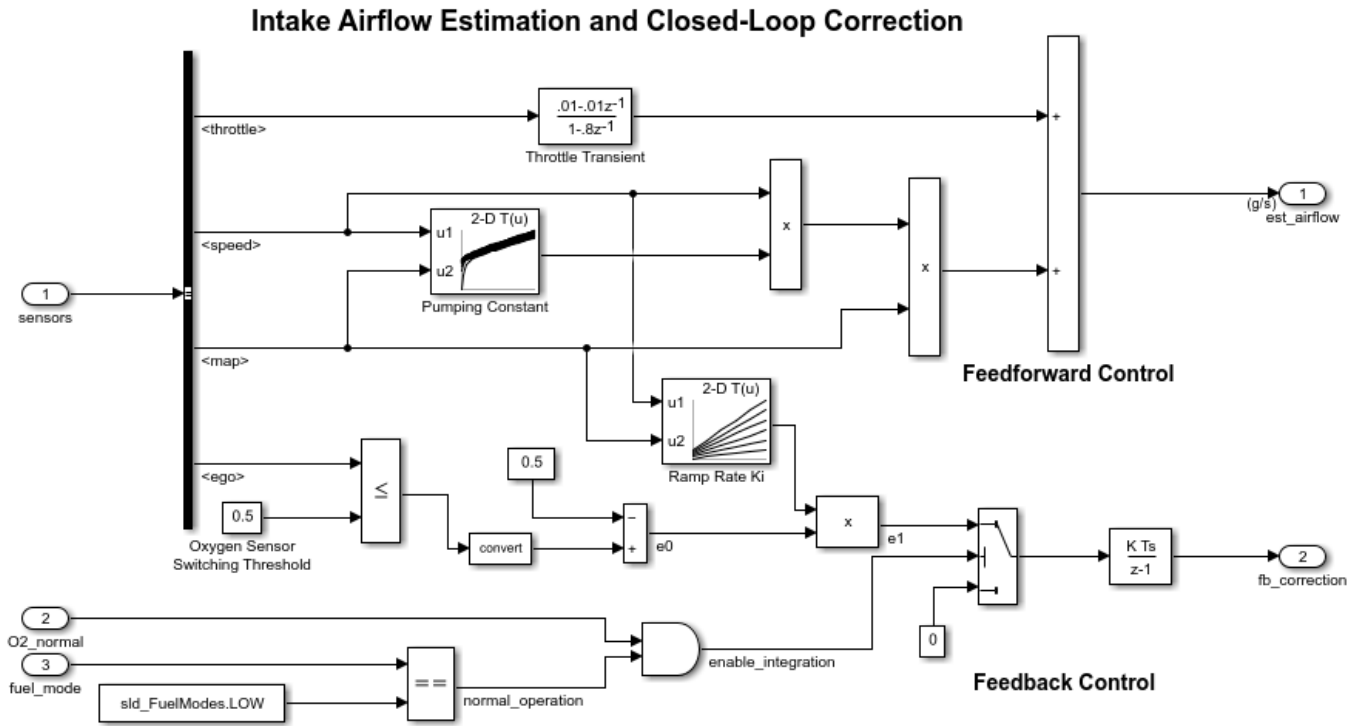 Intake Airflow Estimation and Closed-Loop Correction
.01-.01z-1
1-.8z-1
<throttle>
Throttle Transient
+
2-D T(u)
u1
u2
Pumping Constant
x
x
1
(g/s)
est_airflow
<speed>
+
1
sensors
<map>
Feedforward Control
2-D T(u)
u1
u2
Ramp Rate Ki
<ego>
≤
0.5
0.5
Oxygen Sensor
Switching Threshold
convert
−
+
e0
x
e1
K Ts
z-1
2
fb_correction
2
O2_normal
3
fuel_mode
==
sld_FuelModes.LOW
normal_operation
enable_integration
0
Feedback Control